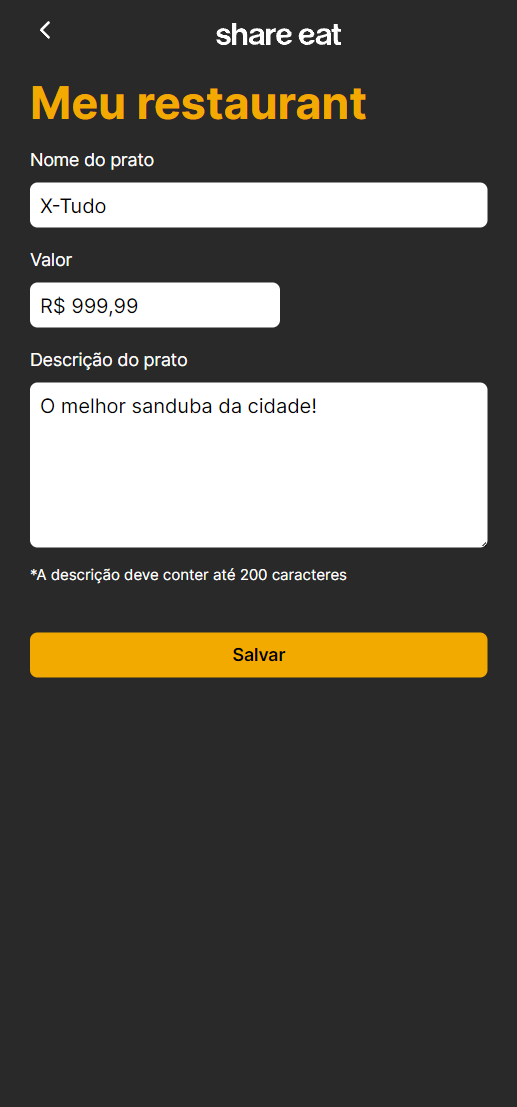 share eat
Meu restaurant
Nome do prato
X-Tudo
Valor
R$ 999,99
Descrição do prato
O melhor sanduba da cidade!
*A descrição deve conter até 200 caracteres
Salvar